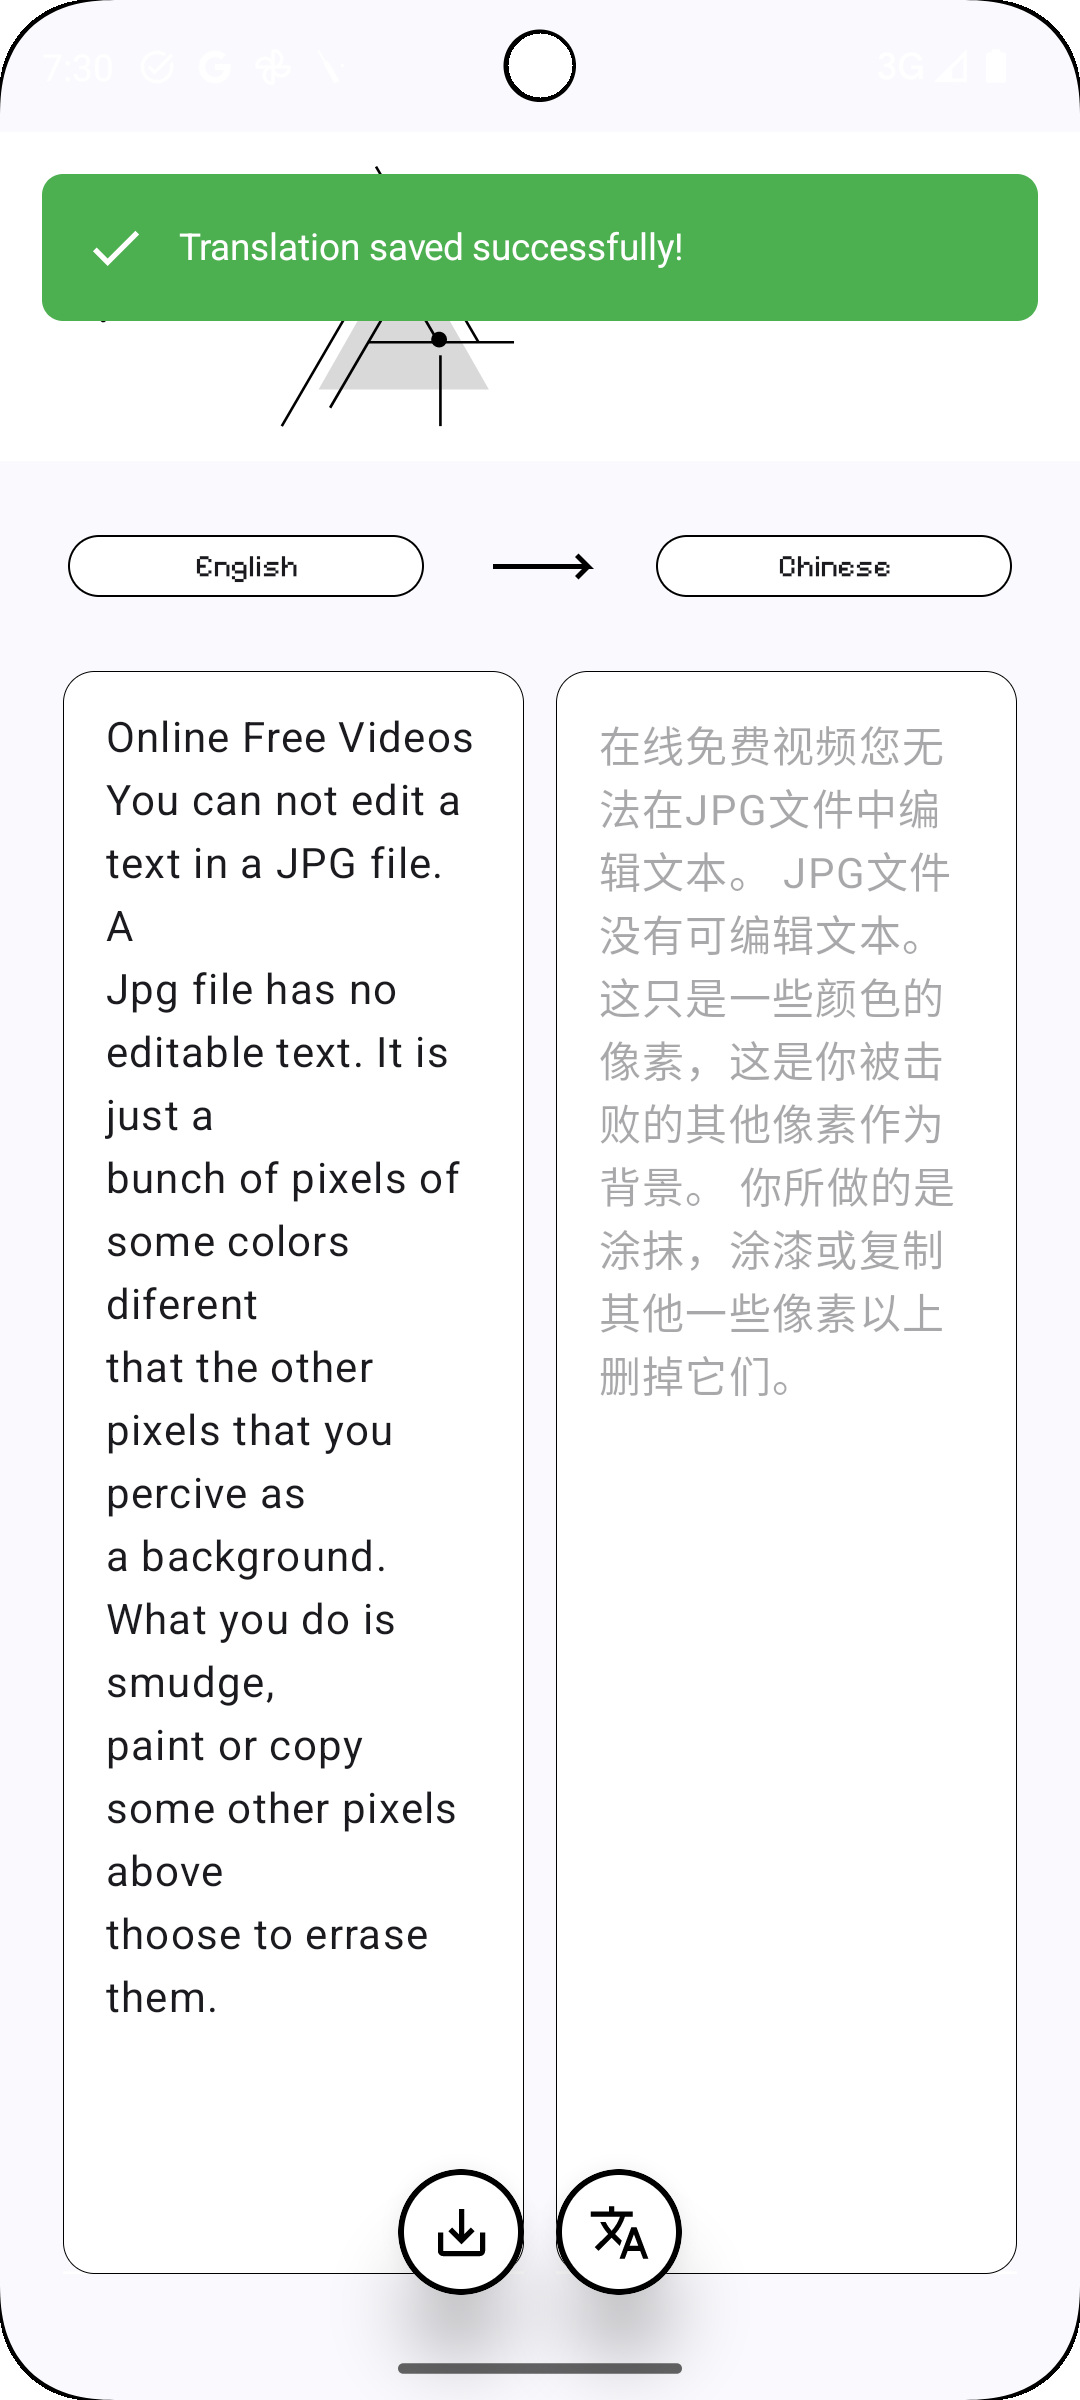 7:30
3G
Translation saved successfully!
English
Chinese
Online Free Videos
You can not edit a
text in a JPG file.
A
Jpg file has no
editable text. It is
just a
bunch of pixels of
some colors
diferent
that the other
pixels that you
percive as
a background.
What you do is
smudge,
paint or copy
some other pixels
above
thoose to errase
them.
在线免费视频您无
法在JPG文件中编
辑文本。 JPG文件
没有可编辑文本。
这只是一些颜色的
像素，这是你被击
败的其他像素作为
背景。 你所做的是
涂抹，涂漆或复制
其他一些像素以上
删掉它们。